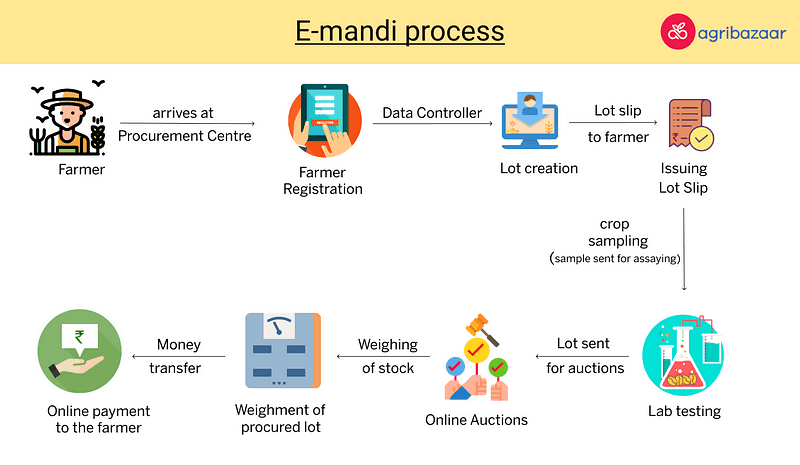 E-mandi process
agribazaar
arrives at
Procurement Centre
Data Controller
Lot slip
to farmer
Farmer
Farmer
Registration
Lot creation
Issuing
Lot Slip
crop
sampling
(sample sent for assaying)
Lot sent
for auctions
Weighing
of stock
Money
transfer
₹
₹
Lab testing
Online Auctions
Weighment of
procured lot
Online payment
to the farmer